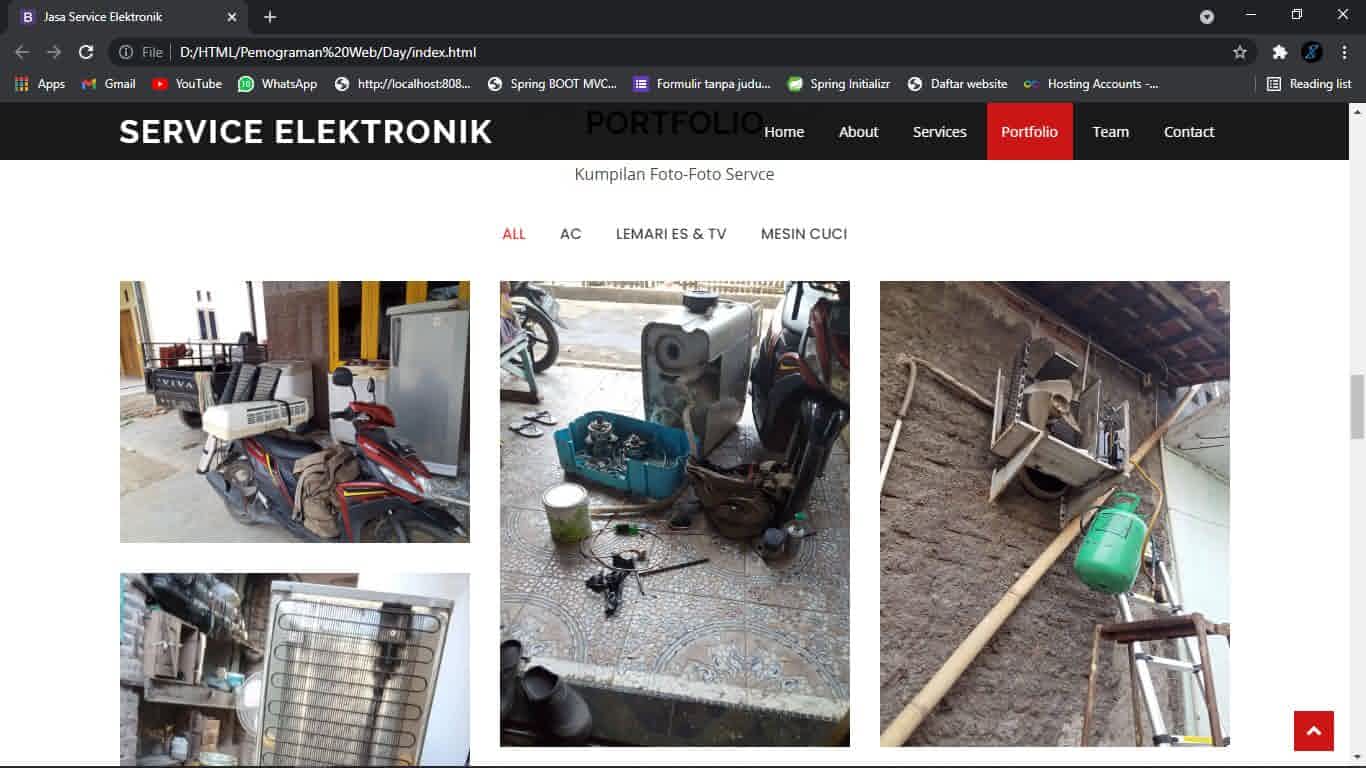 Jasa Service Elektronik
File D:/HTML/Pemograman%20Web/Day/index.html
Apps Gmail YouTube WhatsApp http://localhost:808... Spring BOOT MVC... Formulir tanpa judu... Spring Initializr Daftar website Hosting Accounts -... Reading list
PORTFOLIO
SERVICE ELEKTRONIK Home About Services Portfolio Team Contact
Kumpilan Foto-Foto Servce
ALL AC LEMARI ES & TV MESIN CUCI
VIVA